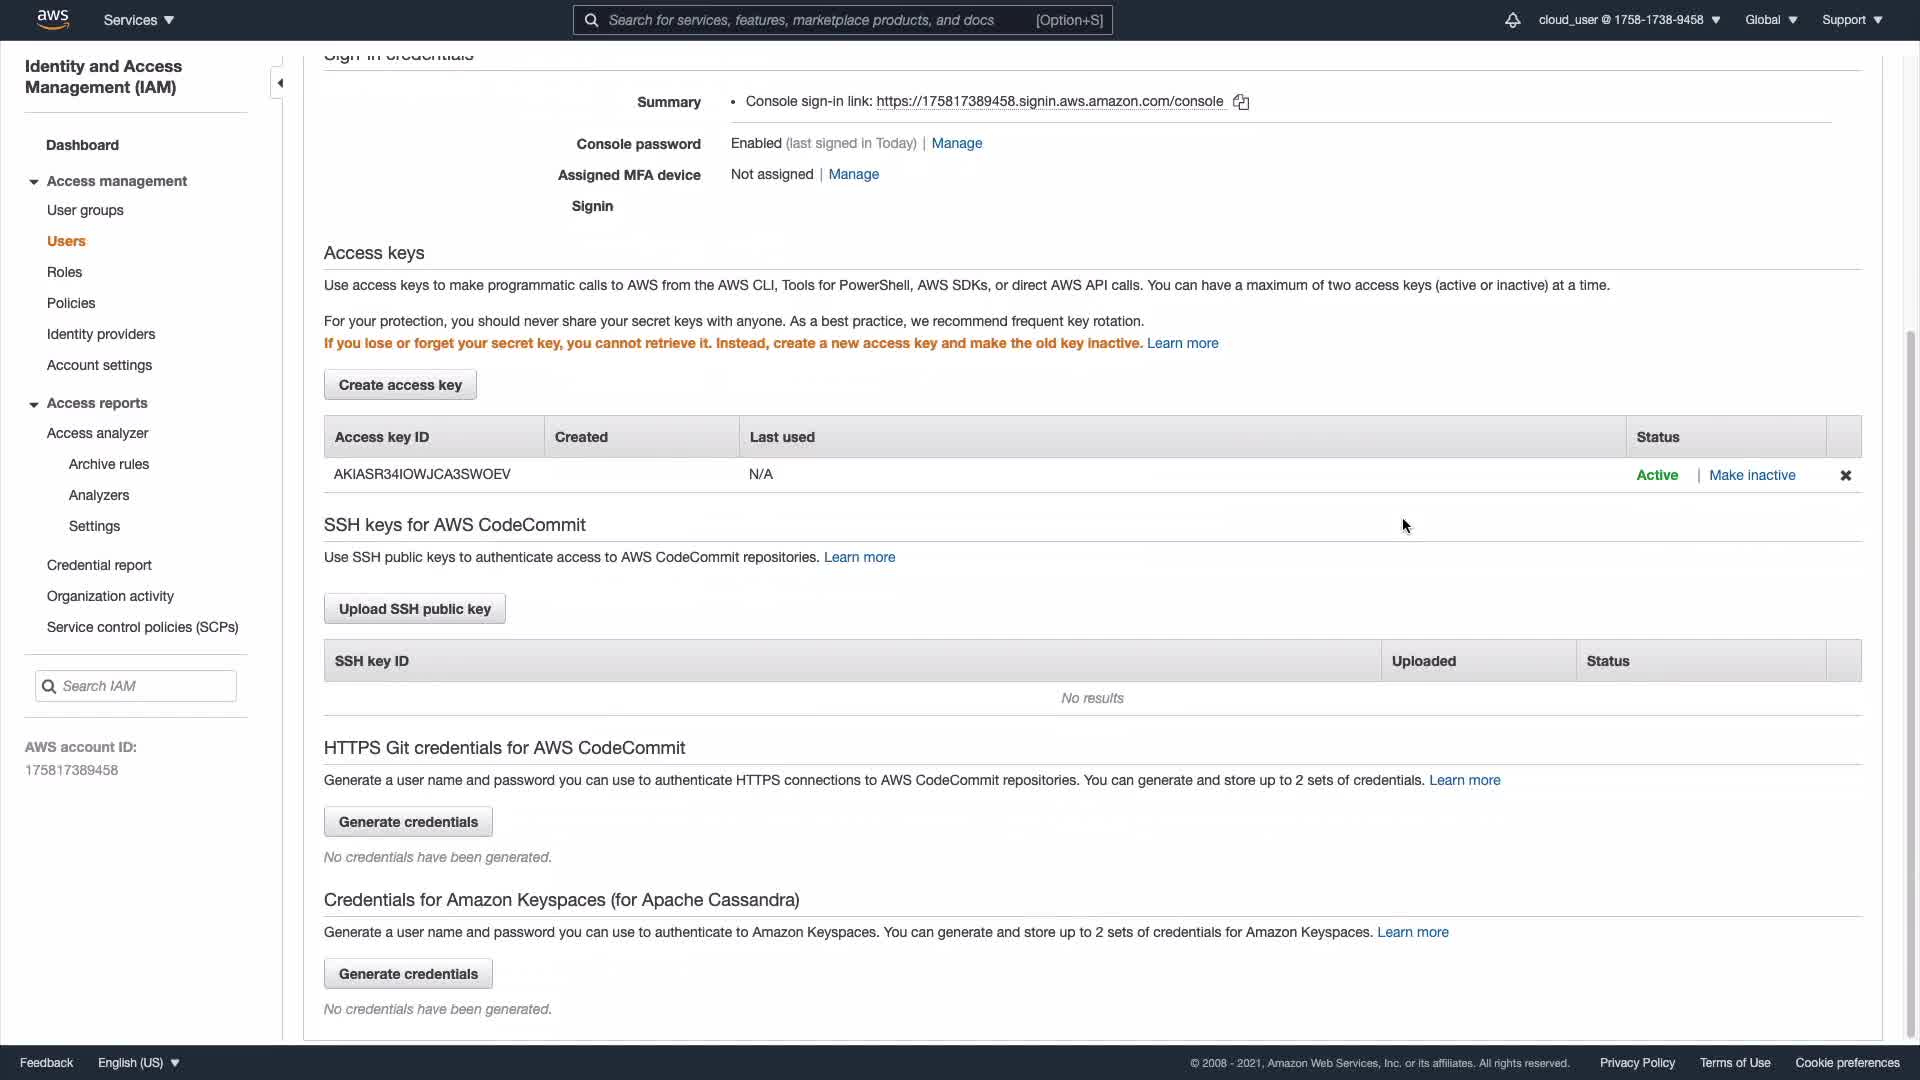 aws
Services ▼
Search for services, features, marketplace products, and docs [Option+S]
cloud_user @ 1758-1738-9458 ▼
Global ▼
Support ▼
Identity and Access
Management (IAM)
Dashboard
Access management
User groups
Users
Roles
Policies
Identity providers
Account settings
Access reports
Access analyzer
Archive rules
Analyzers
Settings
Credential report
Organization activity
Service control policies (SCPs)
Search IAM
AWS account ID:
175817389458
Sign-in credentials
Summary
• Console sign-in link: https://175817389458.signin.aws.amazon.com/console
Console password Enabled (last signed in Today) | Manage
Assigned MFA device Not assigned | Manage
Signin
Access keys
Use access keys to make programmatic calls to AWS from the AWS CLI, Tools for PowerShell, AWS SDKs, or direct AWS API calls. You can have a maximum of two access keys (active or inactive) at a time.
For your protection, you should never share your secret keys with anyone. As a best practice, we recommend frequent key rotation.
If you lose or forget your secret key, you cannot retrieve it. Instead, create a new access key and make the old key inactive. Learn more
Create access key
Access key ID Created Last used Status
AKIASR34IOWJCA3SWOEV N/A Active | Make inactive ✖
SSH keys for AWS CodeCommit
Use SSH public keys to authenticate access to AWS CodeCommit repositories. Learn more
Upload SSH public key
SSH key ID Uploaded Status
No results
HTTPS Git credentials for AWS CodeCommit
Generate a user name and password you can use to authenticate HTTPS connections to AWS CodeCommit repositories. You can generate and store up to 2 sets of credentials. Learn more
Generate credentials
No credentials have been generated.
Credentials for Amazon Keyspaces (for Apache Cassandra)
Generate a user name and password you can use to authenticate to Amazon Keyspaces. You can generate and store up to 2 sets of credentials for Amazon Keyspaces. Learn more
Generate credentials
No credentials have been generated.
Feedback English (US) ▼
© 2008 - 2021, Amazon Web Services, Inc. or its affiliates. All rights reserved. Privacy Policy Terms of Use Cookie preferences